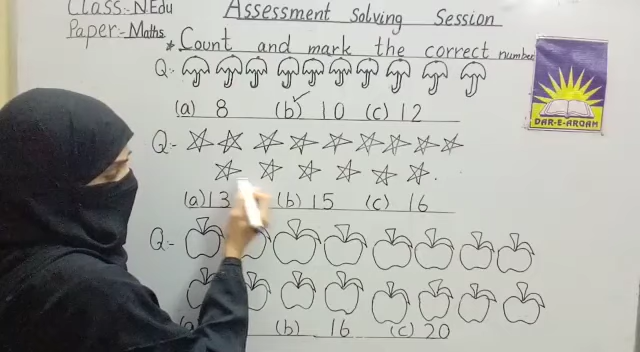 Class:- N.Edu Assessment Solving Session
Paper:- Maths
* Count and mark the correct number
Q:-
(a) 8 (b) ✓ 10 (c) 12
DAR-E-ARQAM
Q:-
(a) 13 (b) 15 (c) 16
Q:-
(b) 16 (c) 20